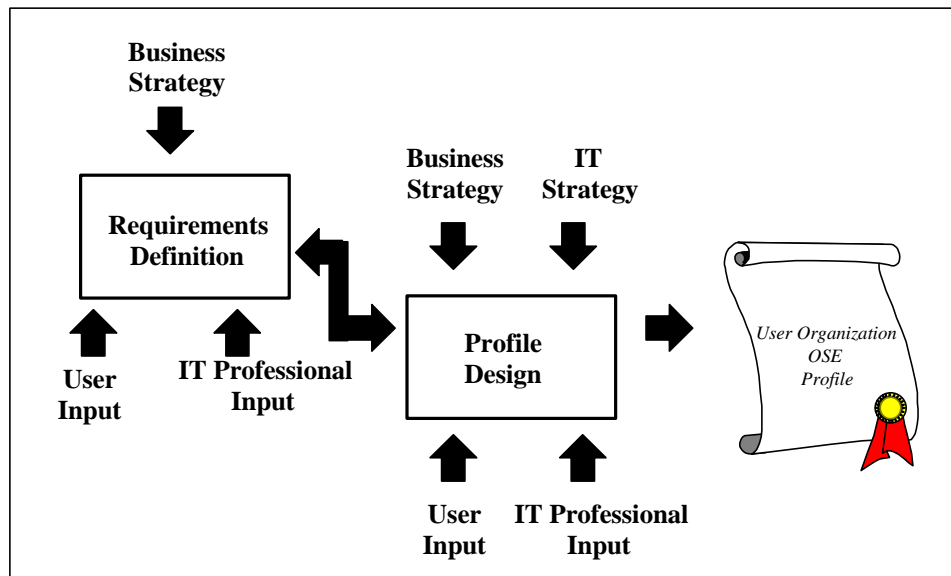 Business
Strategy
Requirements
Definition
User
Input
IT Professional
Input
Business
Strategy
IT
Strategy
Profile
Design
User
Input
IT Professional
Input
User Organization
OSE
Profile